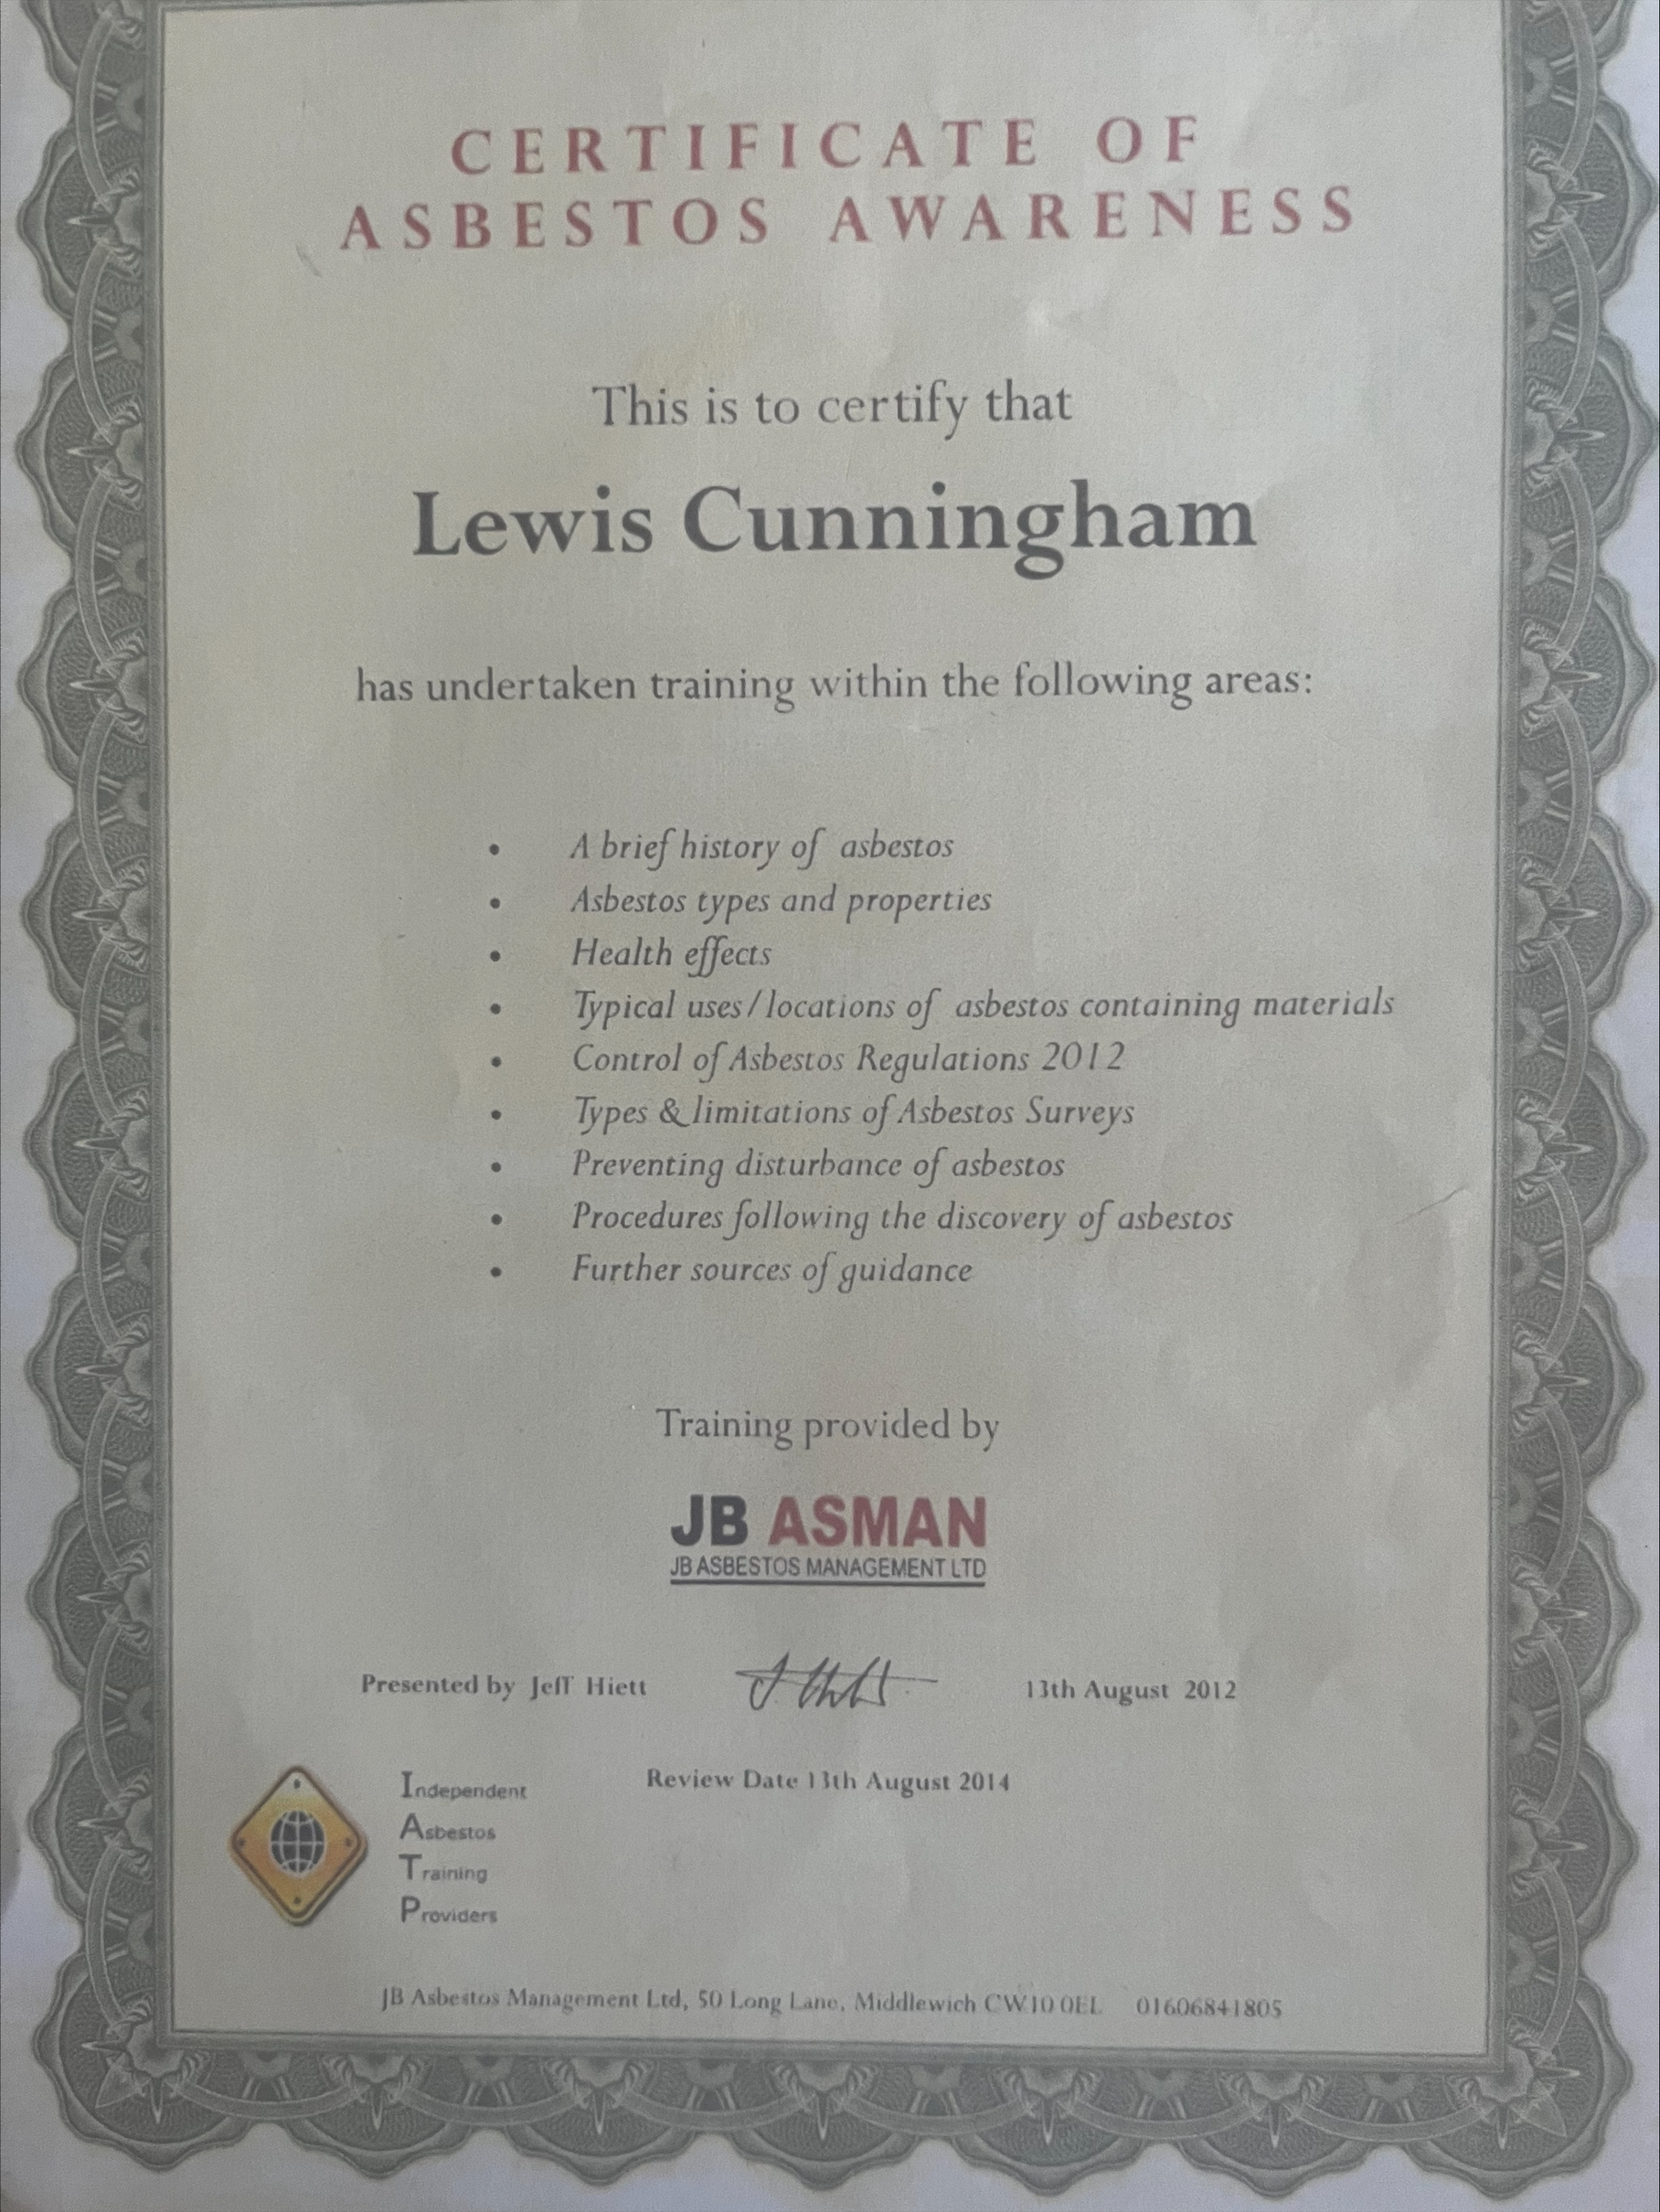 CERTIFICATE OF
ASBESTOS AWARENESS
This is to certify that
Lewis Cunningham
has undertaken training within the following areas:
• A brief history of asbestos
• Asbestos types and properties
• Health effects
• Typical uses/locations of asbestos containing materials
• Control of Asbestos Regulations 2012
• Types & limitations of Asbestos Surveys
• Preventing disturbance of asbestos
• Procedures following the discovery of asbestos
• Further sources of guidance
Training provided by
JB ASMAN
JB ASBESTOS MANAGEMENT LTD
Presented by Jeff Hiett 13th August 2012
Review Date 13th August 2014
Independent
Asbestos
Training
Providers
JB Asbestos Management Ltd, 50 Long Lane, Middlewich CW10 0EL 01606841805